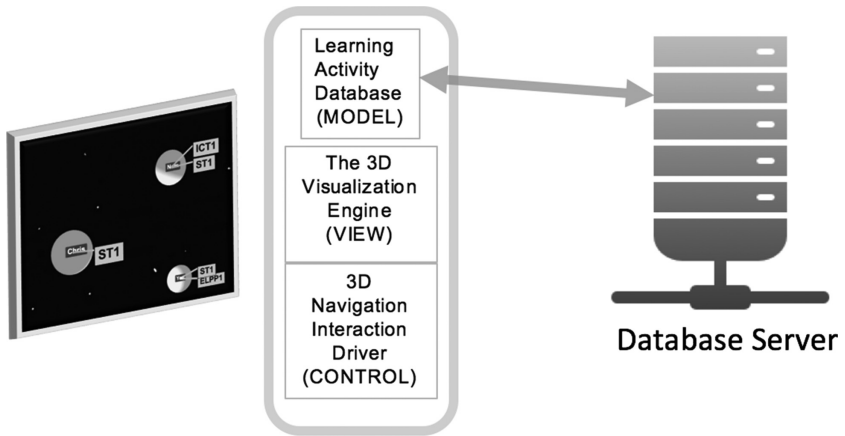 Learning
Activity
Database
(MODEL)
The 3D
Visualization
Engine
(VIEW)
3D
Navigation
Interaction
Driver
(CONTROL)
ICT1
ST1
Chris
ST1
ST1
ELPP1
Database Server